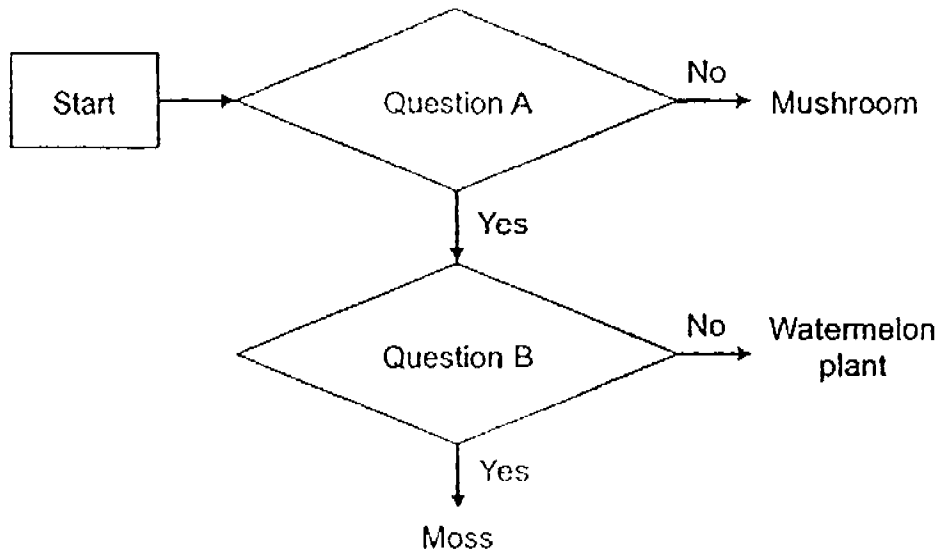 Start
Question A
No
Mushroom
Yes
Question B
No
Watermelon
plant
Yes
Moss